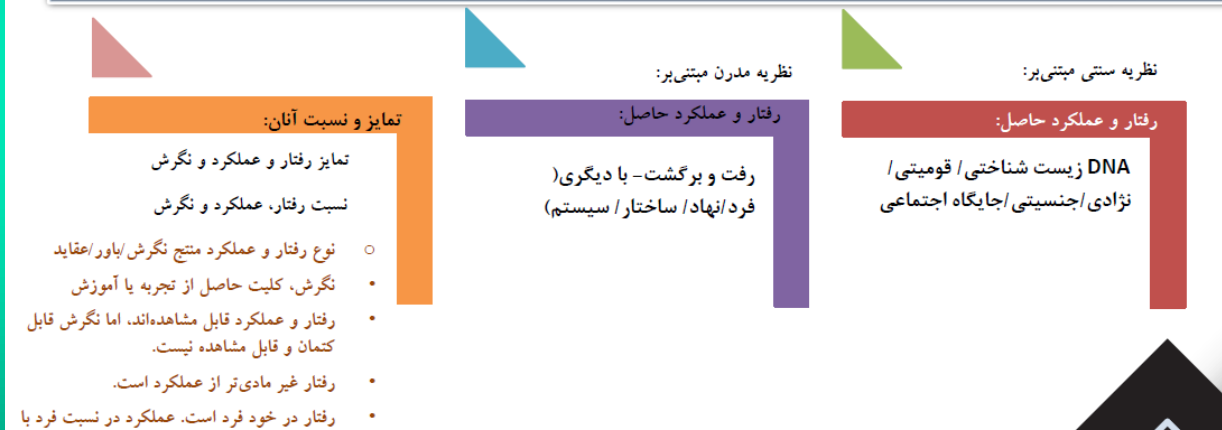 نظریه سنتی مبتنی‌بر:
رفتار و عملکرد حاصل:
DNA زیست شناختی/ قومیتی/
نژادی/جنسیتی/جایگاه اجتماعی
نظریه مدرن مبتنی‌بر:
رفتار و عملکرد حاصل:
رفت و برگشت- با دیگری(
فرد/نهاد/ ساختار/ سیستم)
تمایز و نسبت آنان:
تمایز رفتار و عملکرد و نگرش
نسبت رفتار، عملکرد و نگرش
○ نوع رفتار و عملکرد منتج نگرش/باور/عقاید
• نگرش، کلیت حاصل از تجربه یا آموزش
• رفتار و عملکرد قابل مشاهده‌اند، اما نگرش قابل
کتمان و قابل مشاهده نیست.
• رفتار غیر مادی‌تر از عملکرد است.
• رفتار در خود فرد است. عملکرد در نسبت فرد با